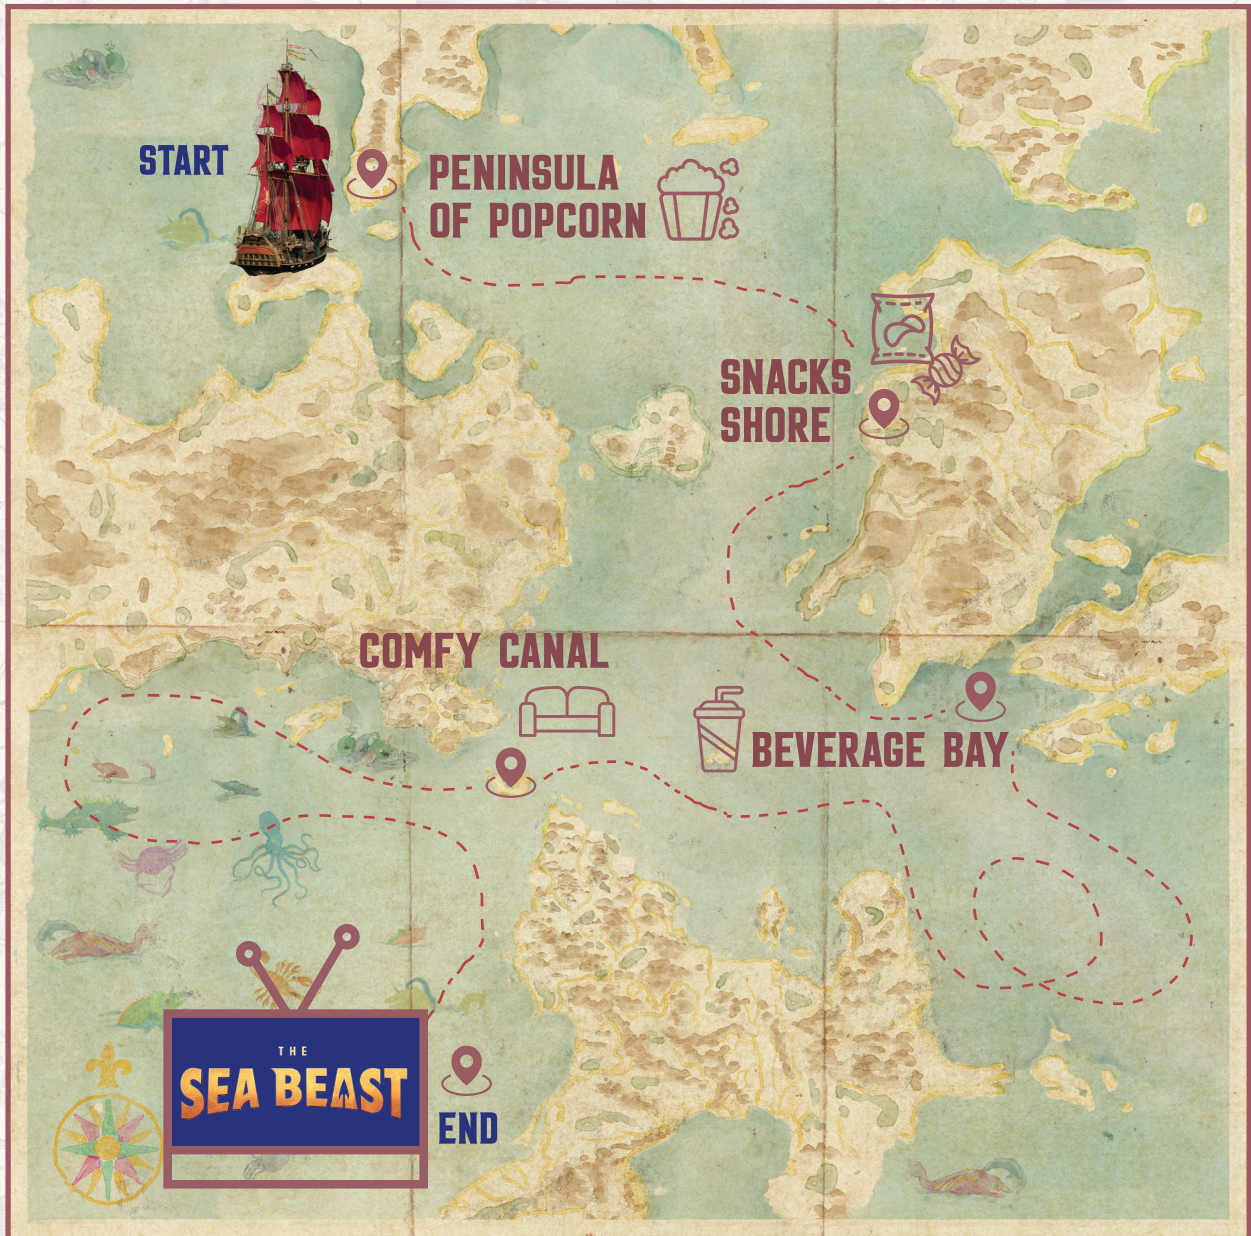 START
PENINSULA
OF POPCORN
SNACKS
SHORE
COMFY CANAL
BEVERAGE BAY
THE
SEA BEAST
END